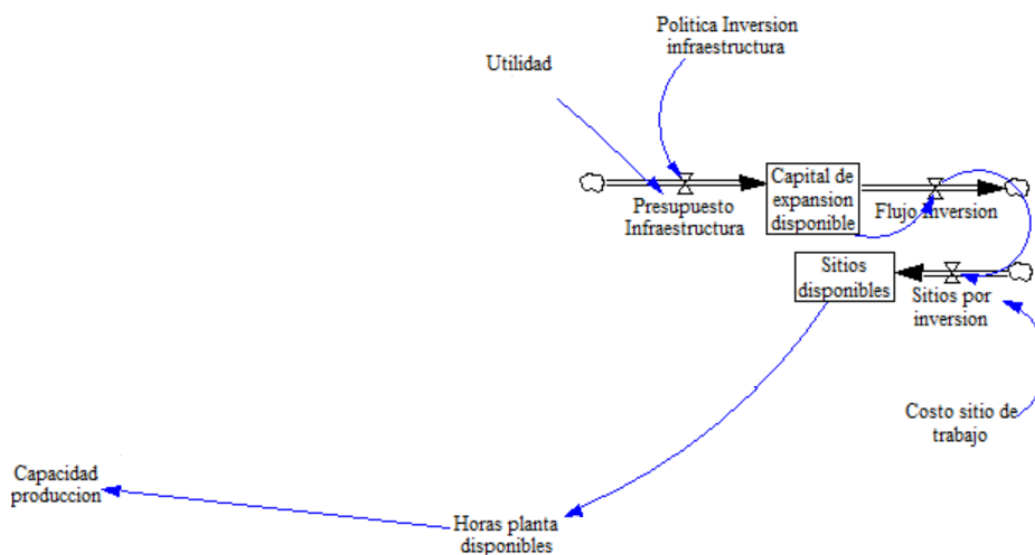 Politica Inversion
infraestructura
Utilidad
Capital de
expansion
disponible
Presupuesto
Infraestructura
Flujo Inversion
Sitios
disponibles
Sitios por
inversion
Costo sitio de
trabajo
Capacidad
produccion
Horas planta
disponibles